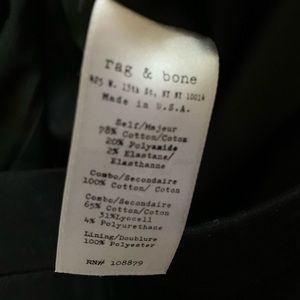 rag & bone
425 W. 13th St, NY NY 10014
Made in U.S.A.
Self/Majeur
78% Cotton/Coton
20% Polyamide
2% Elastane/
Elasthanne
Combo/Secondaire
100% Cotton/ Coton
Combo/Secondaire
65% Cotton/Coton
31%Lyocell
4% Polyurethane
Lining/Doublure
100% Polyester
RN# 108879